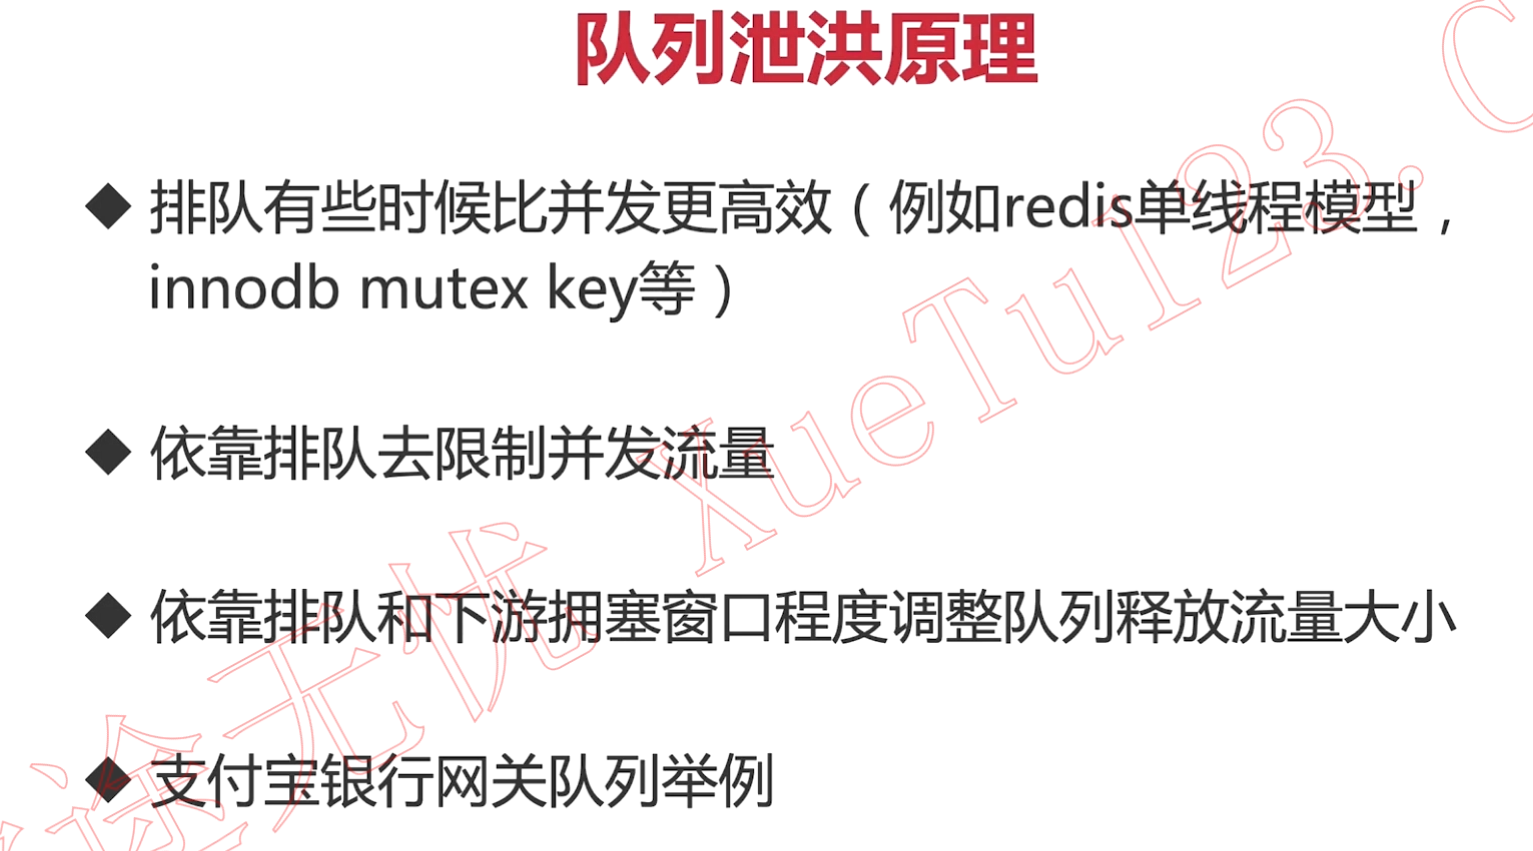 队列泄洪原理
排队有些时候比并发更高效（例如redis单线程模型，
innodb mutex key等）
依靠排队去限制并发流量
依靠排队和下游拥塞窗口程度调整队列释放流量大小
支付宝银行网关队列举例
途无忧 XueTu123. C